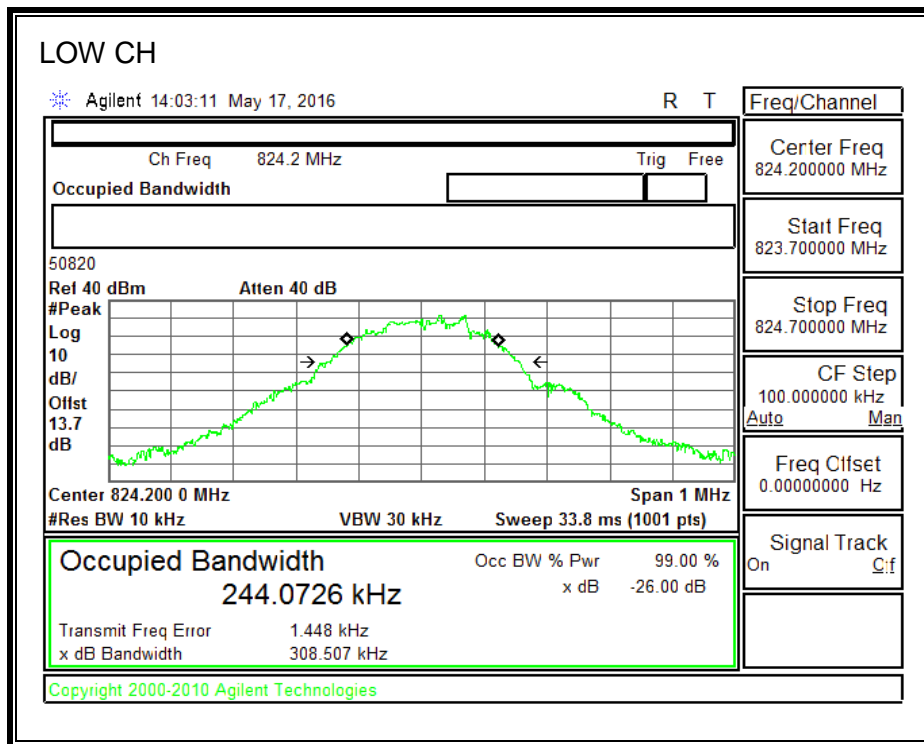 LOW CH
Agilent 14:03:11 May 17, 2016 R T
Freq/Channel
Ch Freq 824.2 MHz Trig Free
Occupied Bandwidth
Center Freq
824.200000 MHz
Start Freq
823.700000 MHz
Stop Freq
824.700000 MHz
CF Step
100.000000 kHz
Auto Man
Freq Offset
0.00000000 Hz
Signal Track
On Off
50820
Ref 40 dBm Atten 40 dB
#Peak
Log
10
dB/
Offst
13.7
dB
Center 824.200 0 MHz Span 1 MHz
#Res BW 10 kHz VBW 30 kHz Sweep 33.8 ms (1001 pts)
Occupied Bandwidth Occ BW % Pwr 99.00 %
244.0726 kHz x dB -26.00 dB
Transmit Freq Error 1.448 kHz
x dB Bandwidth 308.507 kHz
Copyright 2000-2010 Agilent Technologies